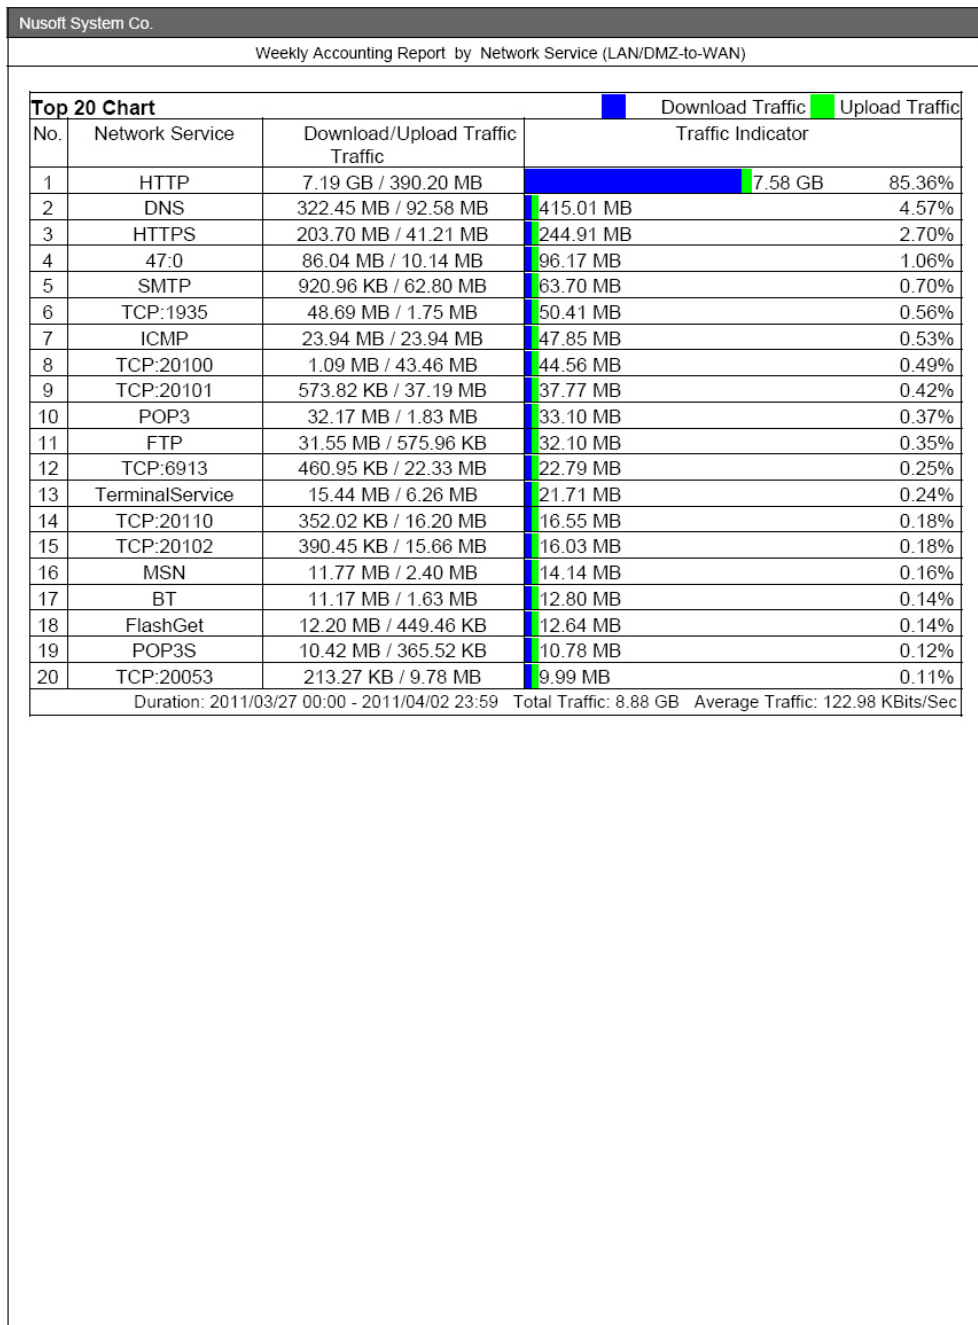 Nusoft System Co.
Weekly Accounting Report by Network Service (LAN/DMZ-to-WAN)
Top 20 Chart Download Traffic Upload Traffic
No. Network Service Download/Upload Traffic Traffic Indicator
Traffic
1 HTTP 7.19 GB / 390.20 MB 7.58 GB 85.36%
2 DNS 322.45 MB / 92.58 MB 415.01 MB 4.57%
3 HTTPS 203.70 MB / 41.21 MB 244.91 MB 2.70%
4 47:0 86.04 MB / 10.14 MB 96.17 MB 1.06%
5 SMTP 920.96 KB / 62.80 MB 63.70 MB 0.70%
6 TCP:1935 48.69 MB / 1.75 MB 50.41 MB 0.56%
7 ICMP 23.94 MB / 23.94 MB 47.85 MB 0.53%
8 TCP:20100 1.09 MB / 43.46 MB 44.56 MB 0.49%
9 TCP:20101 573.82 KB / 37.19 MB 37.77 MB 0.42%
10 POP3 32.17 MB / 1.83 MB 33.10 MB 0.37%
11 FTP 31.55 MB / 575.96 KB 32.10 MB 0.35%
12 TCP:6913 460.95 KB / 22.33 MB 22.79 MB 0.25%
13 TerminalService 15.44 MB / 6.26 MB 21.71 MB 0.24%
14 TCP:20110 352.02 KB / 16.20 MB 16.55 MB 0.18%
15 TCP:20102 390.45 KB / 15.66 MB 16.03 MB 0.18%
16 MSN 11.77 MB / 2.40 MB 14.14 MB 0.16%
17 BT 11.17 MB / 1.63 MB 12.80 MB 0.14%
18 FlashGet 12.20 MB / 449.46 KB 12.64 MB 0.14%
19 POP3S 10.42 MB / 365.52 KB 10.78 MB 0.12%
20 TCP:20053 213.27 KB / 9.78 MB 9.99 MB 0.11%
Duration: 2011/03/27 00:00 - 2011/04/02 23:59 Total Traffic: 8.88 GB Average Traffic: 122.98 KBits/Sec